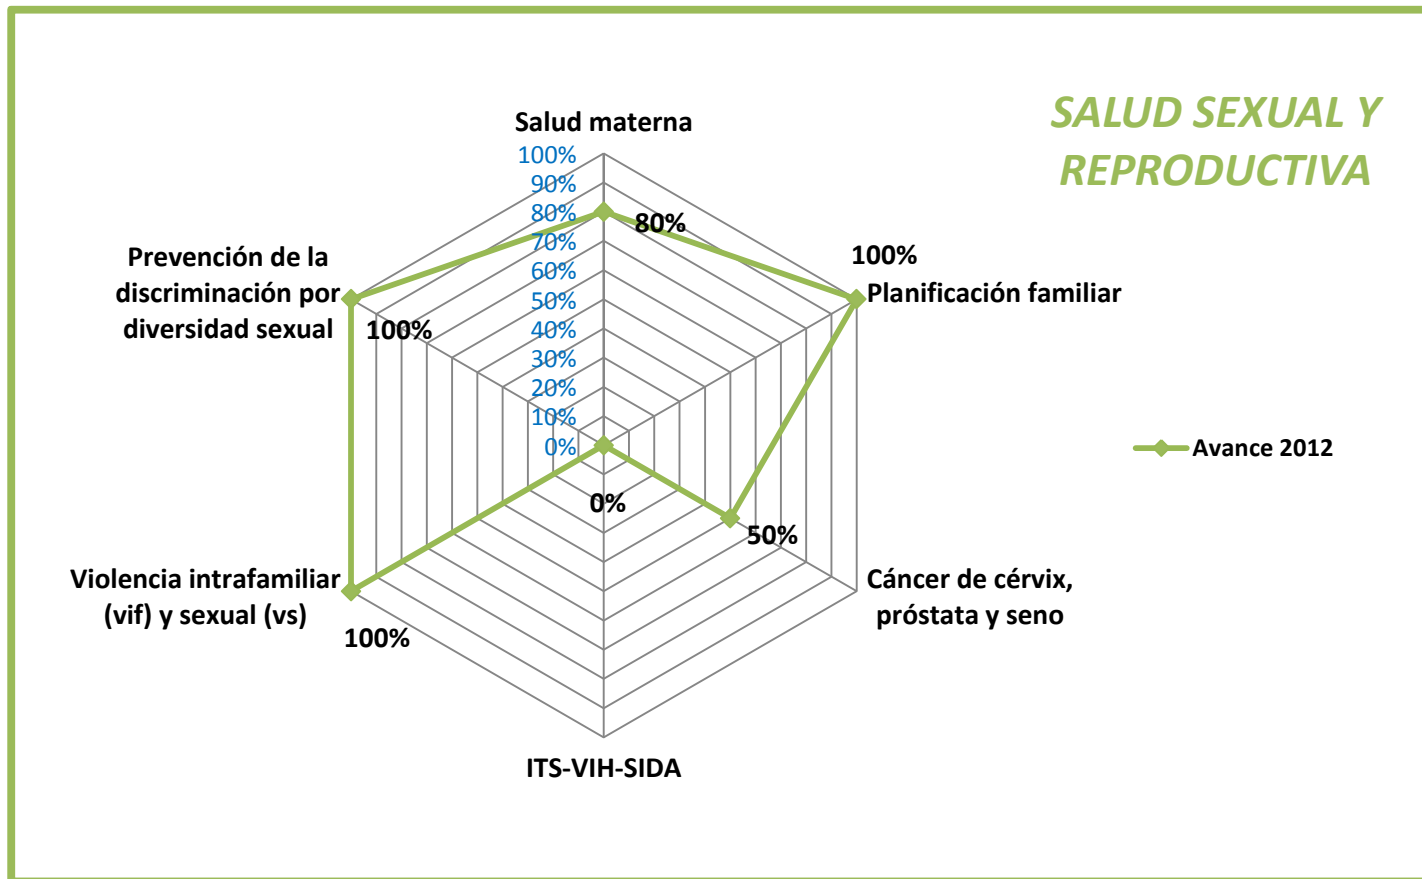 SALUD SEXUAL Y
REPRODUCTIVA
Salud materna
100%
90%
80%
70%
60%
50%
40%
30%
20%
10%
0%
80%
100%
Planificación familiar
50%
Cáncer de cérvix,
próstata y seno
0%
ITS-VIH-SIDA
Violencia intrafamiliar
(vif) y sexual (vs)
100%
Prevención de la
discriminación por
diversidad sexual
100%
Avance 2012